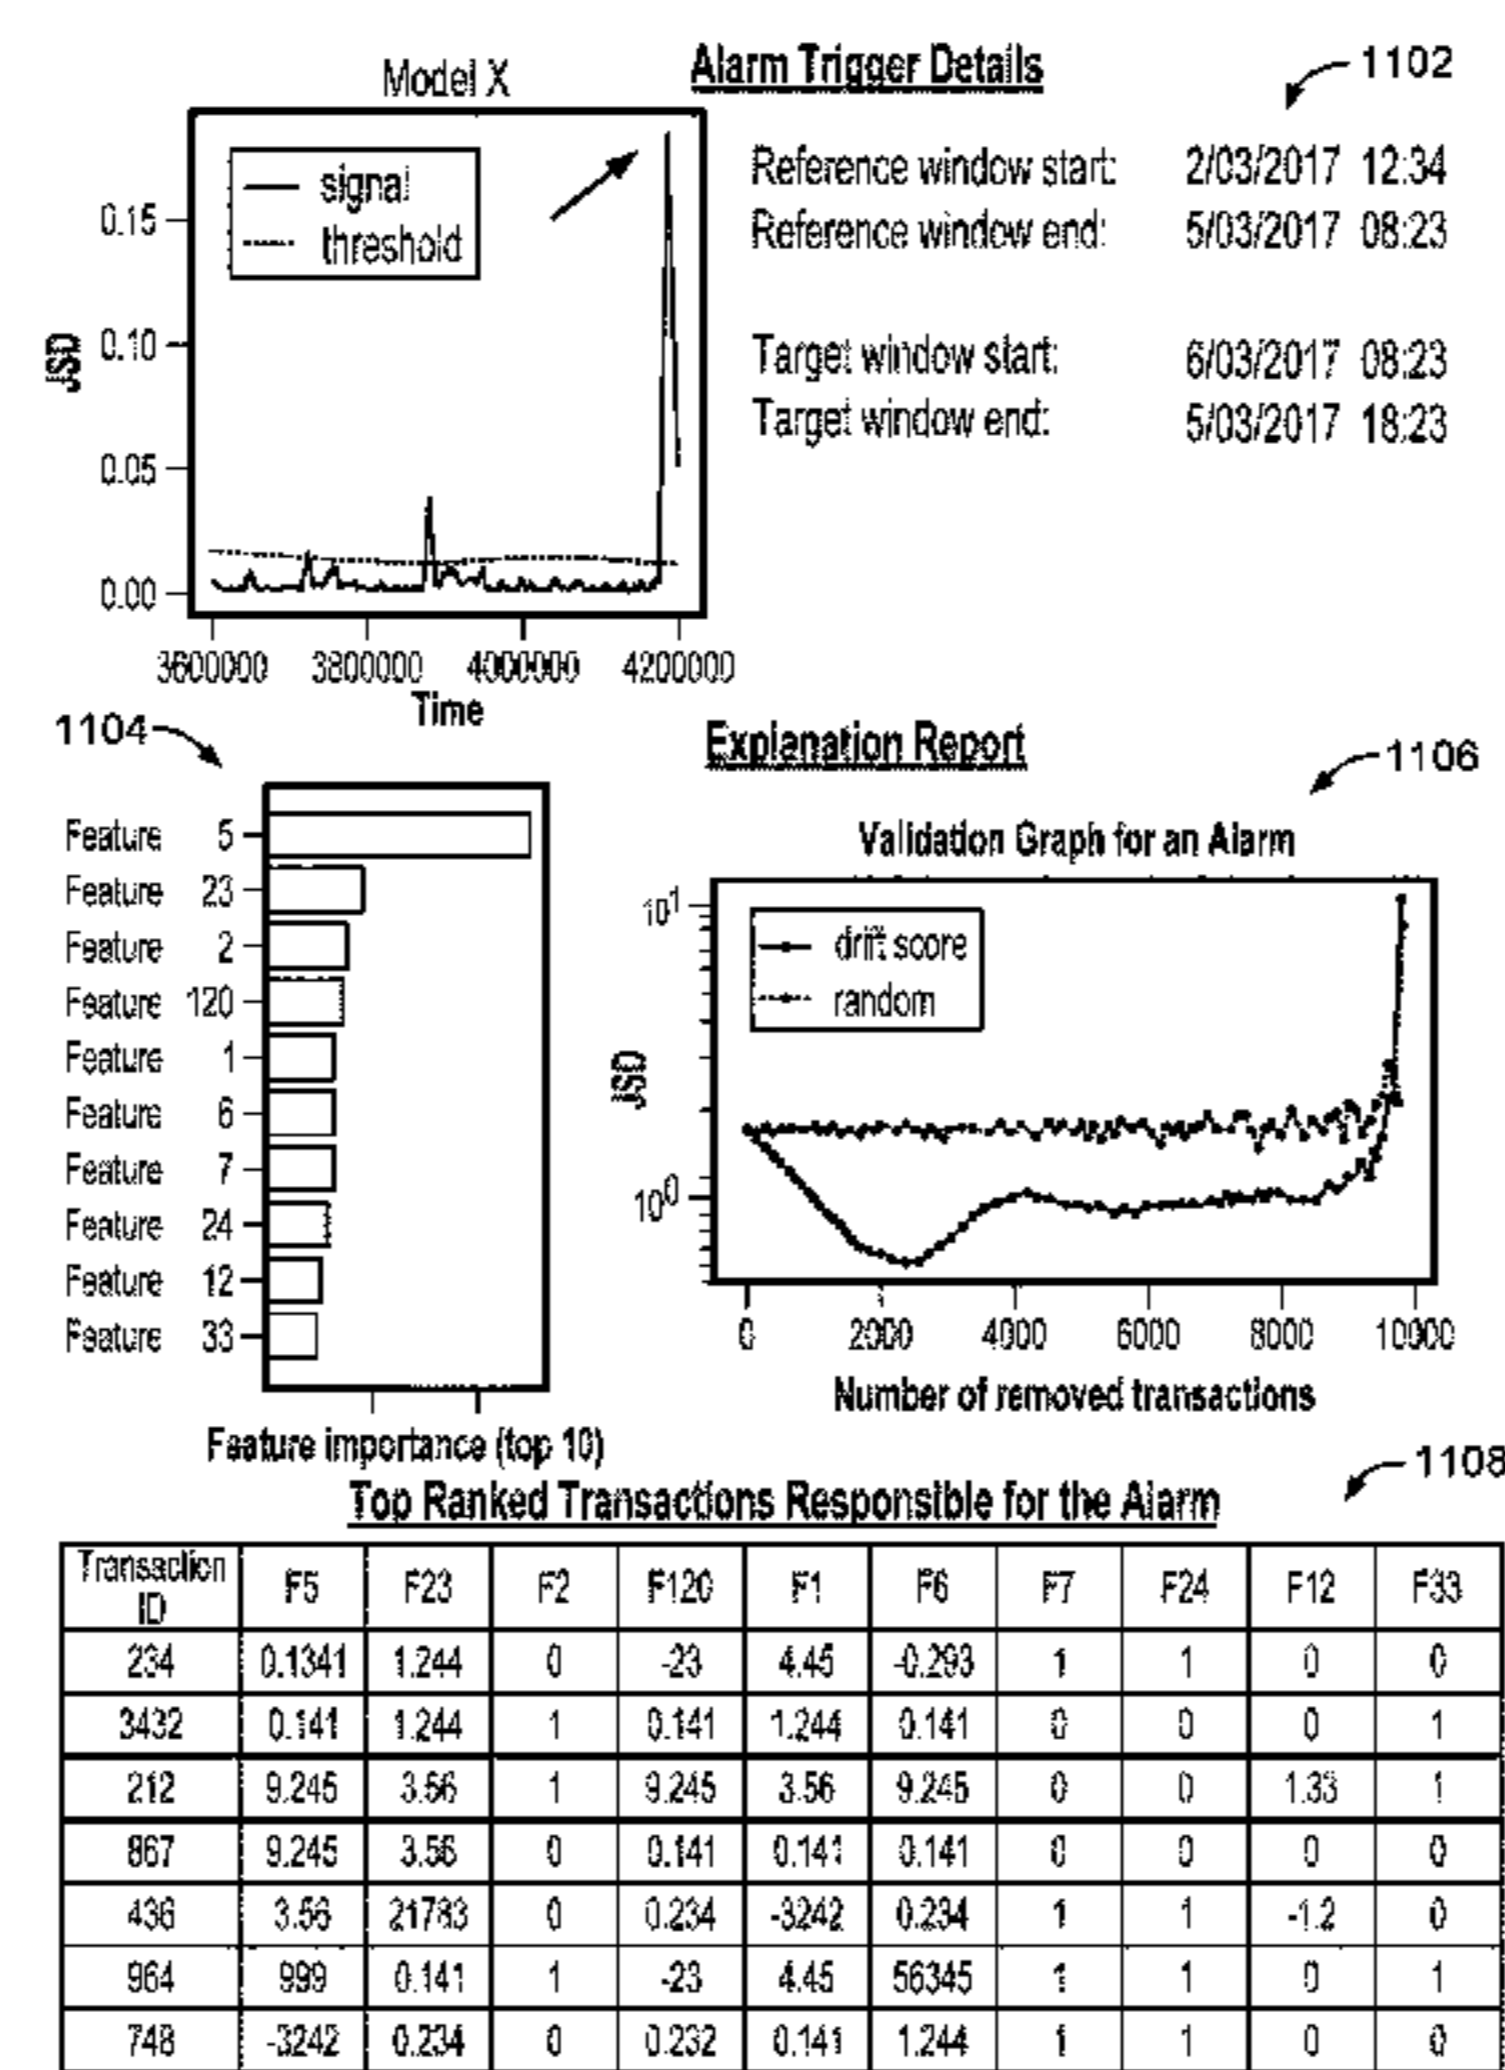 Model X
Alarm Trigger Details
1102
signal
threshold
0.15
0.10
0.05
0.00
JSD
3600000 3800000 4000000 4200000
Time
Reference window start: 2/03/2017 12:34
Reference window end: 5/03/2017 08:23
Target window start: 6/03/2017 08:23
Target window end: 5/03/2017 18:23
1104
Explanation Report
1106
Feature 5
Feature 23
Feature 2
Feature 120
Feature 1
Feature 6
Feature 7
Feature 24
Feature 12
Feature 33
Feature importance (top 10)
Validation Graph for an Alarm
drift score
random
10¹
10⁰
JSD
0 2000 4000 6000 8000 10000
Number of removed transactions
1108
Top Ranked Transactions Responsible for the Alarm
Transaction ID F5 F23 F2 F120 F1 F6 F7 F24 F12 F33
234 0.1341 1.244 0 -23 4.45 -0.293 1 1 0 0
3432 0.141 1.244 1 0.141 1.244 0.141 0 0 0 1
212 9.245 3.56 1 9.245 3.56 9.245 0 0 1.33 1
867 9.245 3.56 0 0.141 0.141 0.141 0 0 0 0
436 3.56 21783 0 0.234 -3242 0.234 1 1 -1.2 0
964 999 0.141 1 -23 4.45 56345 1 1 0 1
748 -3242 0.234 0 0.232 0.141 1.244 1 1 0 0